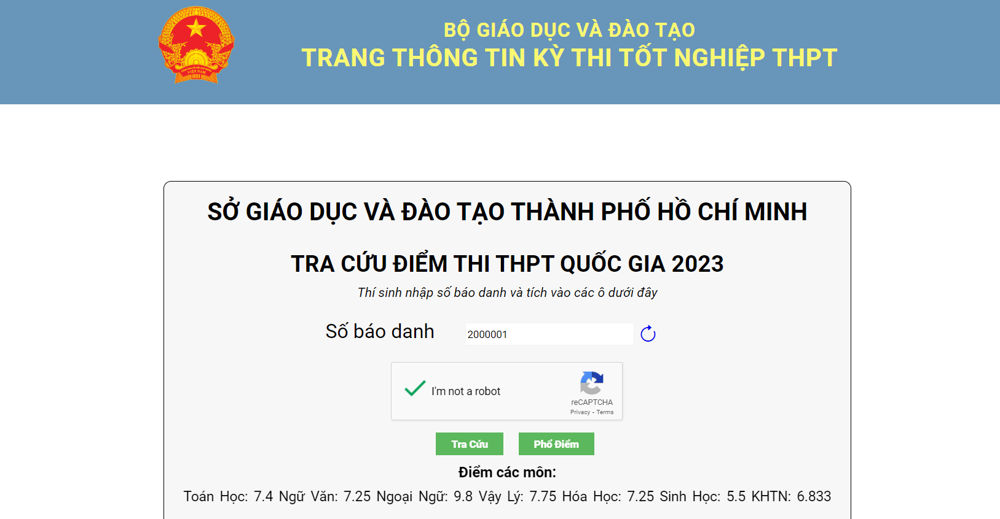 BỘ GIÁO DỤC VÀ ĐÀO TẠO
TRANG THÔNG TIN KỲ THI TỐT NGHIỆP THPT
VIỆT NAM
SỞ GIÁO DỤC VÀ ĐÀO TẠO THÀNH PHỐ HỒ CHÍ MINH
TRA CỨU ĐIỂM THI THPT QUỐC GIA 2023
Thí sinh nhập số báo danh và tích vào các ô dưới đây
Số báo danh 2000001
I'm not a robot
reCAPTCHA
Privacy - Terms
Tra Cứu Phổ Điểm
Điểm các môn:
Toán Học: 7.4 Ngữ Văn: 7.25 Ngoại Ngữ: 9.8 Vậy Lý: 7.75 Hóa Học: 7.25 Sinh Học: 5.5 KHTN: 6.833